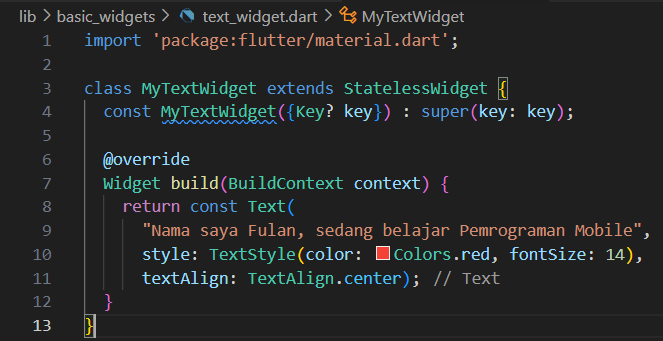 lib > basic_widgets > text_widget.dart > MyTextWidget
1 import 'package:flutter/material.dart';
2
3 class MyTextWidget extends StatelessWidget {
4   const MyTextWidget({Key? key}) : super(key: key);
5
6   @override
7   Widget build(BuildContext context) {
8     return const Text(
9       "Nama saya Fulan, sedang belajar Pemrograman Mobile",
10       style: TextStyle(color: Colors.red, fontSize: 14),
11       textAlign: TextAlign.center); // Text
12   }
13 }